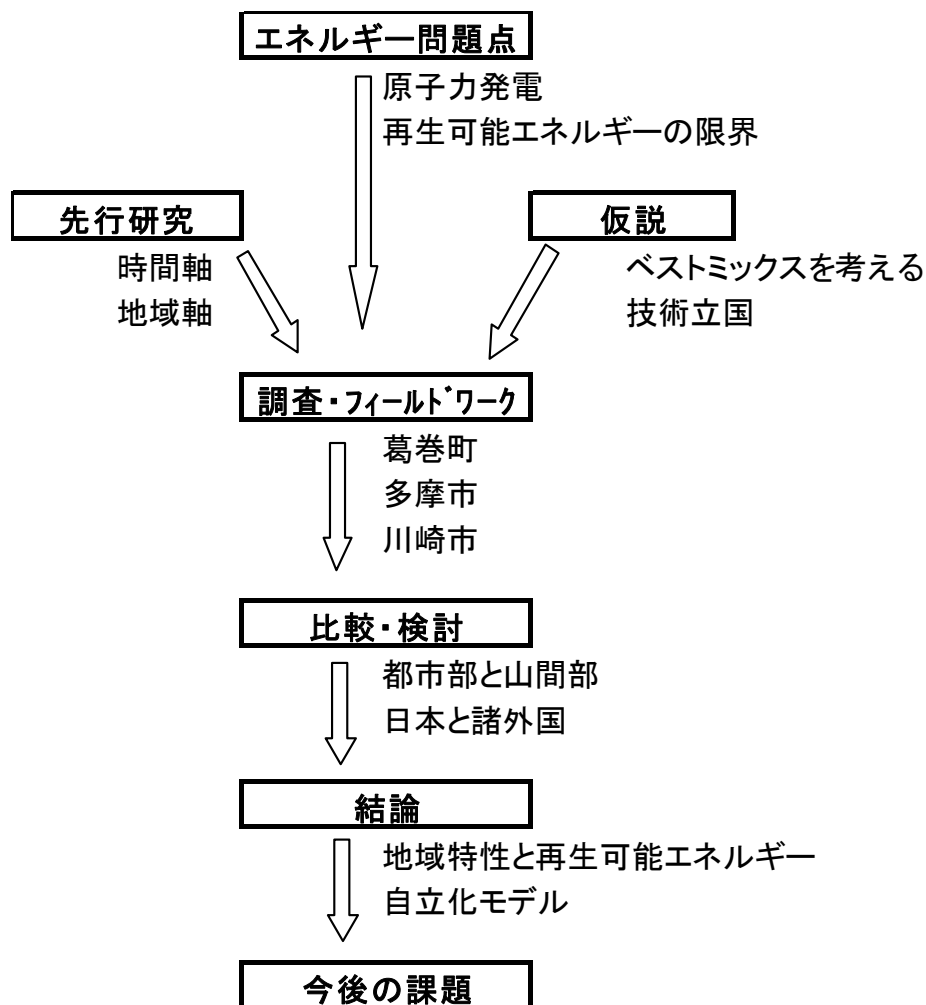 エネルギー問題点
原子力発電
再生可能エネルギーの限界
先行研究
仮説
時間軸
地域軸
ベストミックスを考える
技術立国
調査・フィールドワーク
葛巻町
多摩市
川崎市
比較・検討
都市部と山間部
日本と諸外国
結論
地域特性と再生可能エネルギー
自立化モデル
今後の課題